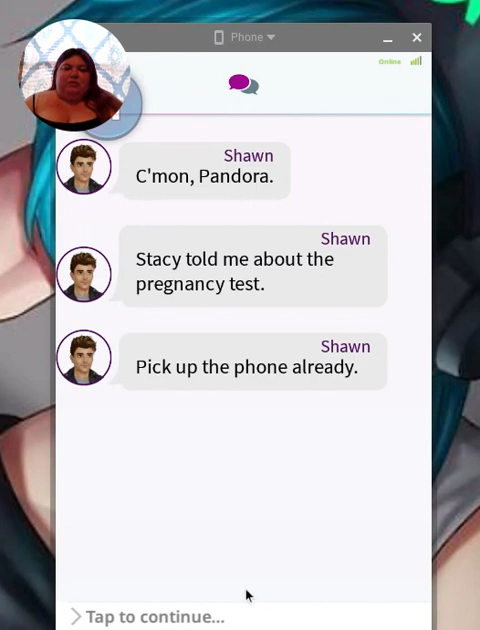 Phone
Online
Shawn
C'mon, Pandora.
Shawn
Stacy told me about the
pregnancy test.
Shawn
Pick up the phone already.
Tap to continue...